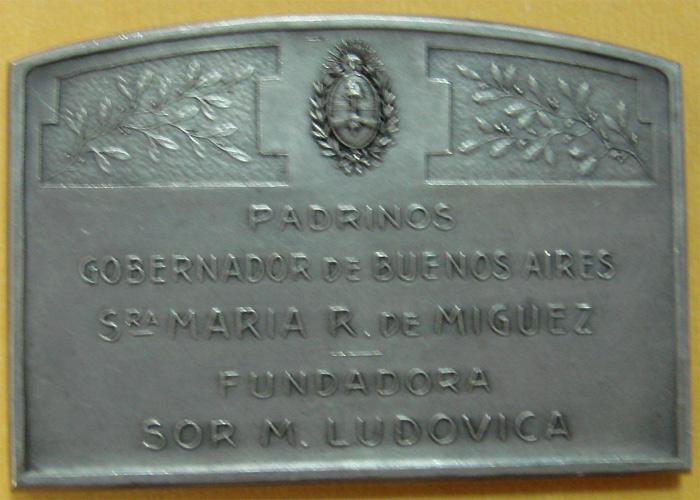 PADRINOS
GOBERNADOR DE BUENOS AIRES
SRA MARIA R. DE MIGUEZ
FUNDADORA
SOR M. LUDOVICA